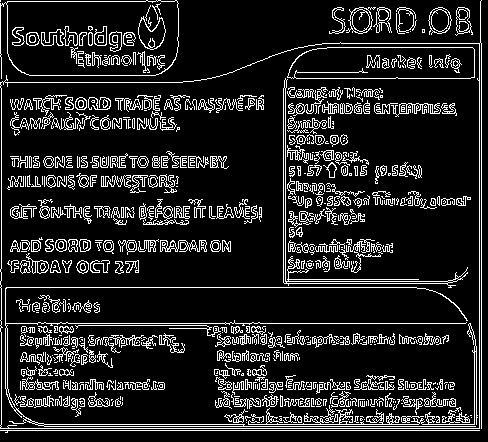 SORD.OB
Southridge
Ethanol Inc
Market Info
WATCH SORD TRADE AS MASSIVE PR
CAMPAIGN CONTINUES.
THIS ONE IS SURE TO BE SEEN BY
MILLIONS OF INVESTORS!
GET ON THE TRAIN BEFORE IT LEAVES!
ADD SORD TO YOUR RADAR ON
FRIDAY OCT 27!
Company Name:
SOUTHRIDGE ENTERPRISES
Symbol:
SORD.OB
Thurs Close:
$1.57 0.15 (9.55%)
Change:
"Up 9.55% on Thursday alone!"
3-Day Target:
$4
Recommendation:
Strong Buy
Headlines
Southridge Enterprises, Inc.
Analyst Report
Robert Hamlin Named to
Southridge Board
Southridge Enterprises Retains Investor
Relations Firm
Southridge Enterprises Selects Stockwire
to Expand Investor Community Exposure